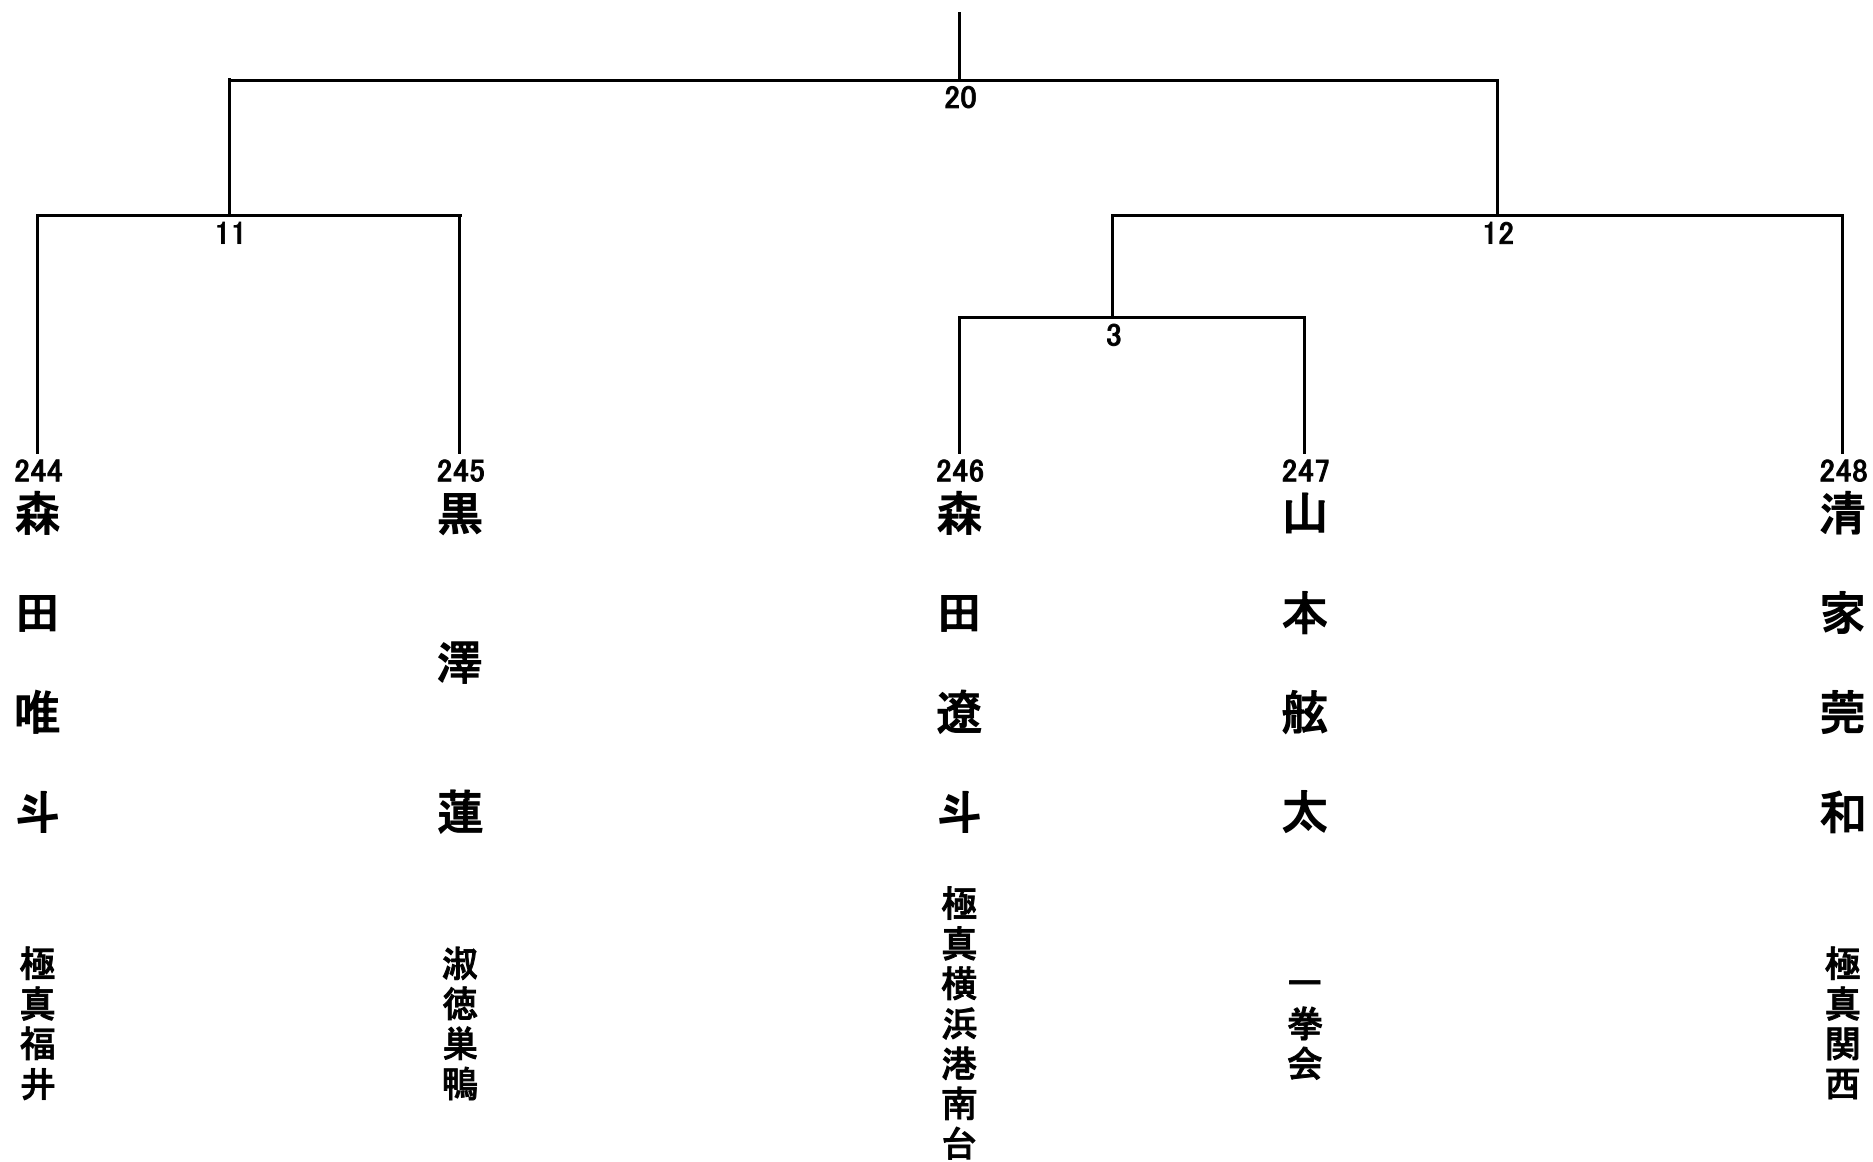 20
11
12
3
244
森田唯斗
極真福井
245
黒澤蓮
淑徳巣鴨
246
森田遼斗
極真横浜港南台
247
山本舷太
一拳会
248
清家莞和
極真関西